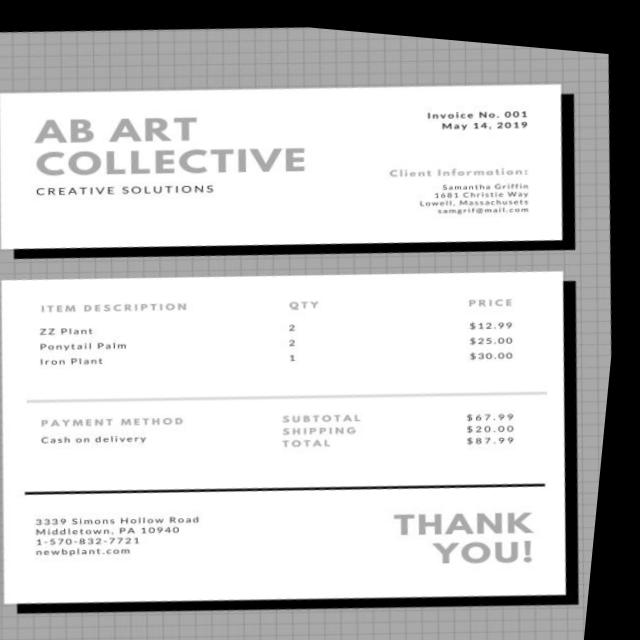 AB ART
COLLECTIVE
CREATIVE SOLUTIONS
Invoice No. 001
May 14, 2019
Client Information:
Samantha Griffin
1681 Christie Way
Lowell, Massachusets
samgrif@mail.com
ITEM DESCRIPTION QTY PRICE
ZZ Plant 2 $12.99
Ponytail Palm 2 $25.00
Iron Plant 1 $30.00
PAYMENT METHOD
Cash on delivery
SUBTOTAL $67.99
SHIPPING $20.00
TOTAL $87.99
3339 Simons Hollow Road
Middletown, PA 10940
1-570-832-7721
newbplant.com
THANK
YOU!